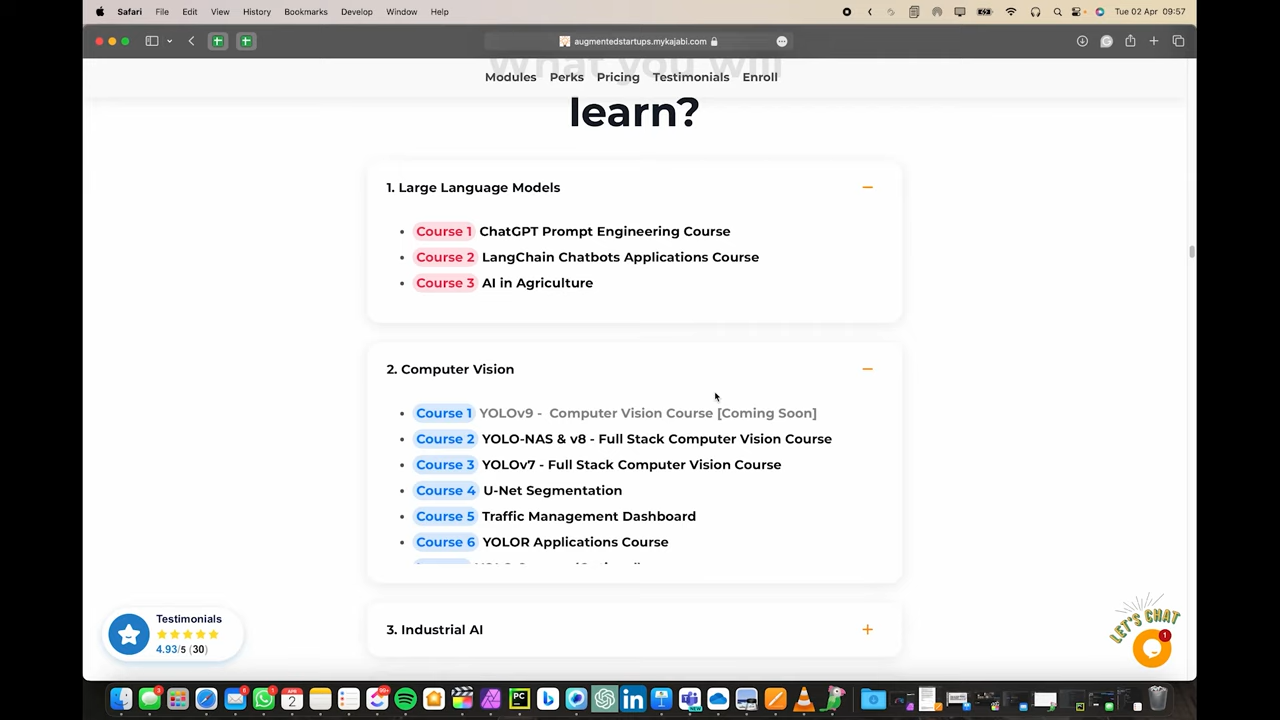 Safari File Edit View History Bookmarks Develop Window Help
Tue 02 Apr 09:57
augmentedstartups.mykajabi.com
What you will
Modules Perks Pricing Testimonials Enroll
learn?
1. Large Language Models
Course 1 ChatGPT Prompt Engineering Course
Course 2 LangChain Chatbots Applications Course
Course 3 AI in Agriculture
2. Computer Vision
Course 1 YOLOv9 - Computer Vision Course [Coming Soon]
Course 2 YOLO-NAS & v8 - Full Stack Computer Vision Course
Course 3 YOLOv7 - Full Stack Computer Vision Course
Course 4 U-Net Segmentation
Course 5 Traffic Management Dashboard
Course 6 YOLOR Applications Course
3. Industrial AI
Testimonials
4.93/5 (30)
LET'S CHAT
1